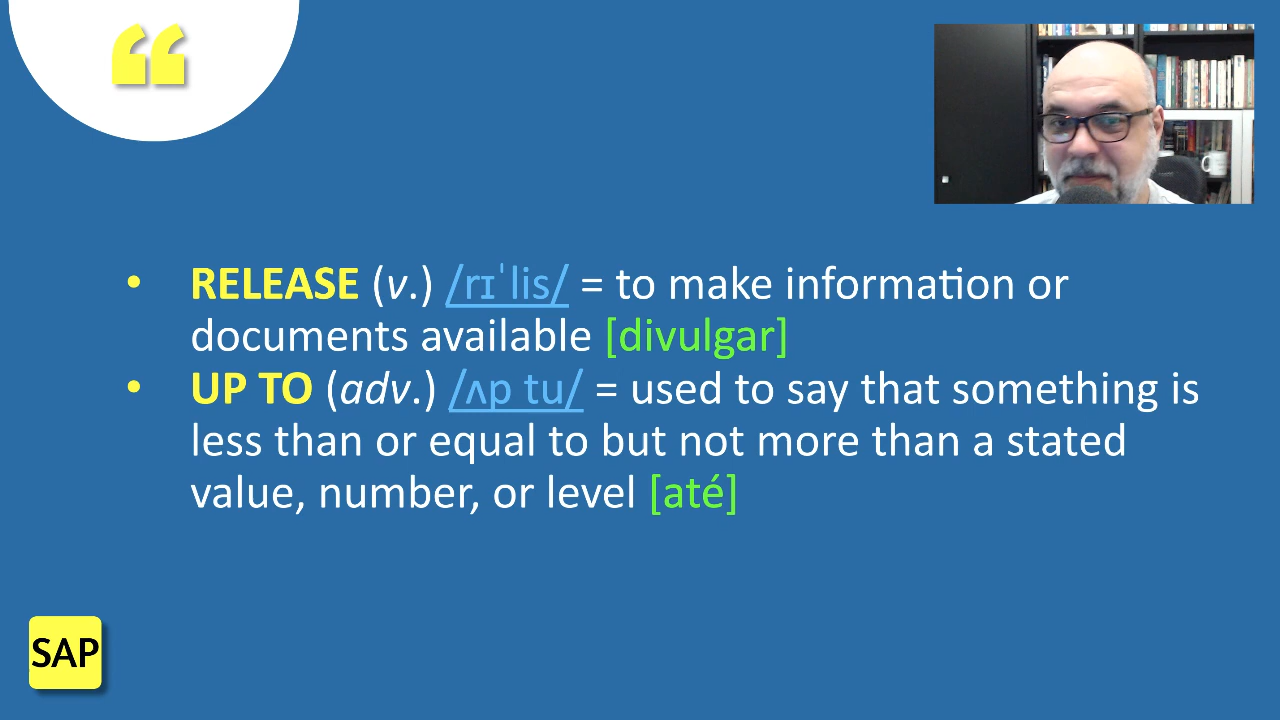 “
• RELEASE (v.) /rɪˈlis/ = to make information or
documents available [divulgar]
• UP TO (adv.) /ʌp tu/ = used to say that something is
less than or equal to but not more than a stated
value, number, or level [até]
SAP